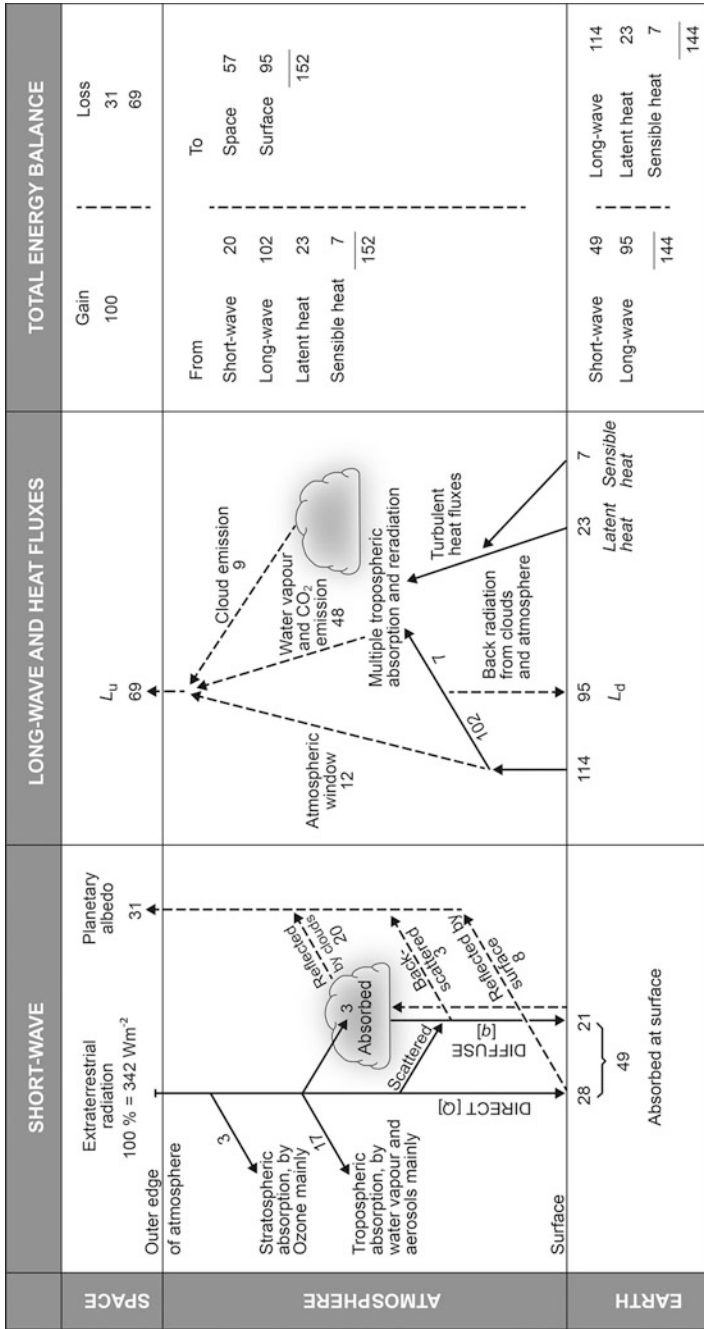 SHORT-WAVE
LONG-WAVE AND HEAT FLUXES
TOTAL ENERGY BALANCE
SPACE
Extraterrestrial
radiation
100 % = 342 Wm-2
Planetary
albedo
31
Lu
69
Gain
100
Loss
31
69
ATMOSPHERE
Outer edge
of atmosphere
3
Stratospheric
absorption, by
Ozone mainly
17
Tropospheric
absorption, by
water vapour and
aerosols mainly
3
Absorbed
Reflected
by clouds
20
Scattered
Back-
scattered
3
Reflected by
surface
8
DIRECT [Q]
DIFFUSE
[q]
Surface
Atmospheric
window
12
Cloud emission
9
Water vapour
and CO2
emission
48
Multiple tropospheric
absorption and reradiation
102
7
Turbulent
heat fluxes
Back radiation
from clouds
and atmosphere
From
Short-wave 20
Long-wave 102
Latent heat 23
Sensible heat 7
152
To
Space 57
Surface 95
152
EARTH
28
21
49
Absorbed at surface
114
95
Ld
23
Latent
heat
7
Sensible
heat
Short-wave 49
Long-wave 95
144
Long-wave 114
Latent heat 23
Sensible heat 7
144